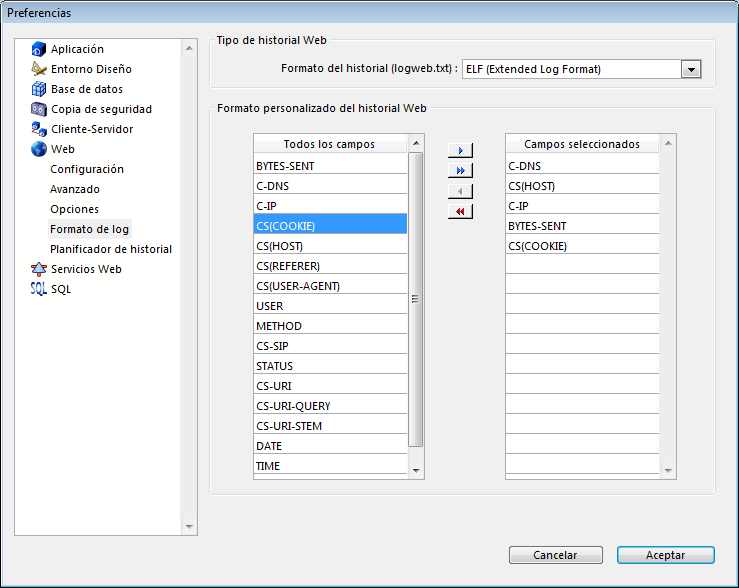 Preferencias
Aplicación
Entorno Diseño
Base de datos
Copia de seguridad
Cliente-Servidor
Web
Configuración
Avanzado
Opciones
Formato de log
Planificador de historial
Servicios Web
SQL SQL
Tipo de historial Web
Formato del historial (logweb.txt) : ELF (Extended Log Format)
Formato personalizado del historial Web
Todos los campos
BYTES-SENT
C-DNS
C-IP
CS(COOKIE)
CS(HOST)
CS(REFERER)
CS(USER-AGENT)
USER
METHOD
CS-SIP
STATUS
CS-URI
CS-URI-QUERY
CS-URI-STEM
DATE
TIME
Campos seleccionados
C-DNS
CS(HOST)
C-IP
BYTES-SENT
CS(COOKIE)
Cancelar
Aceptar